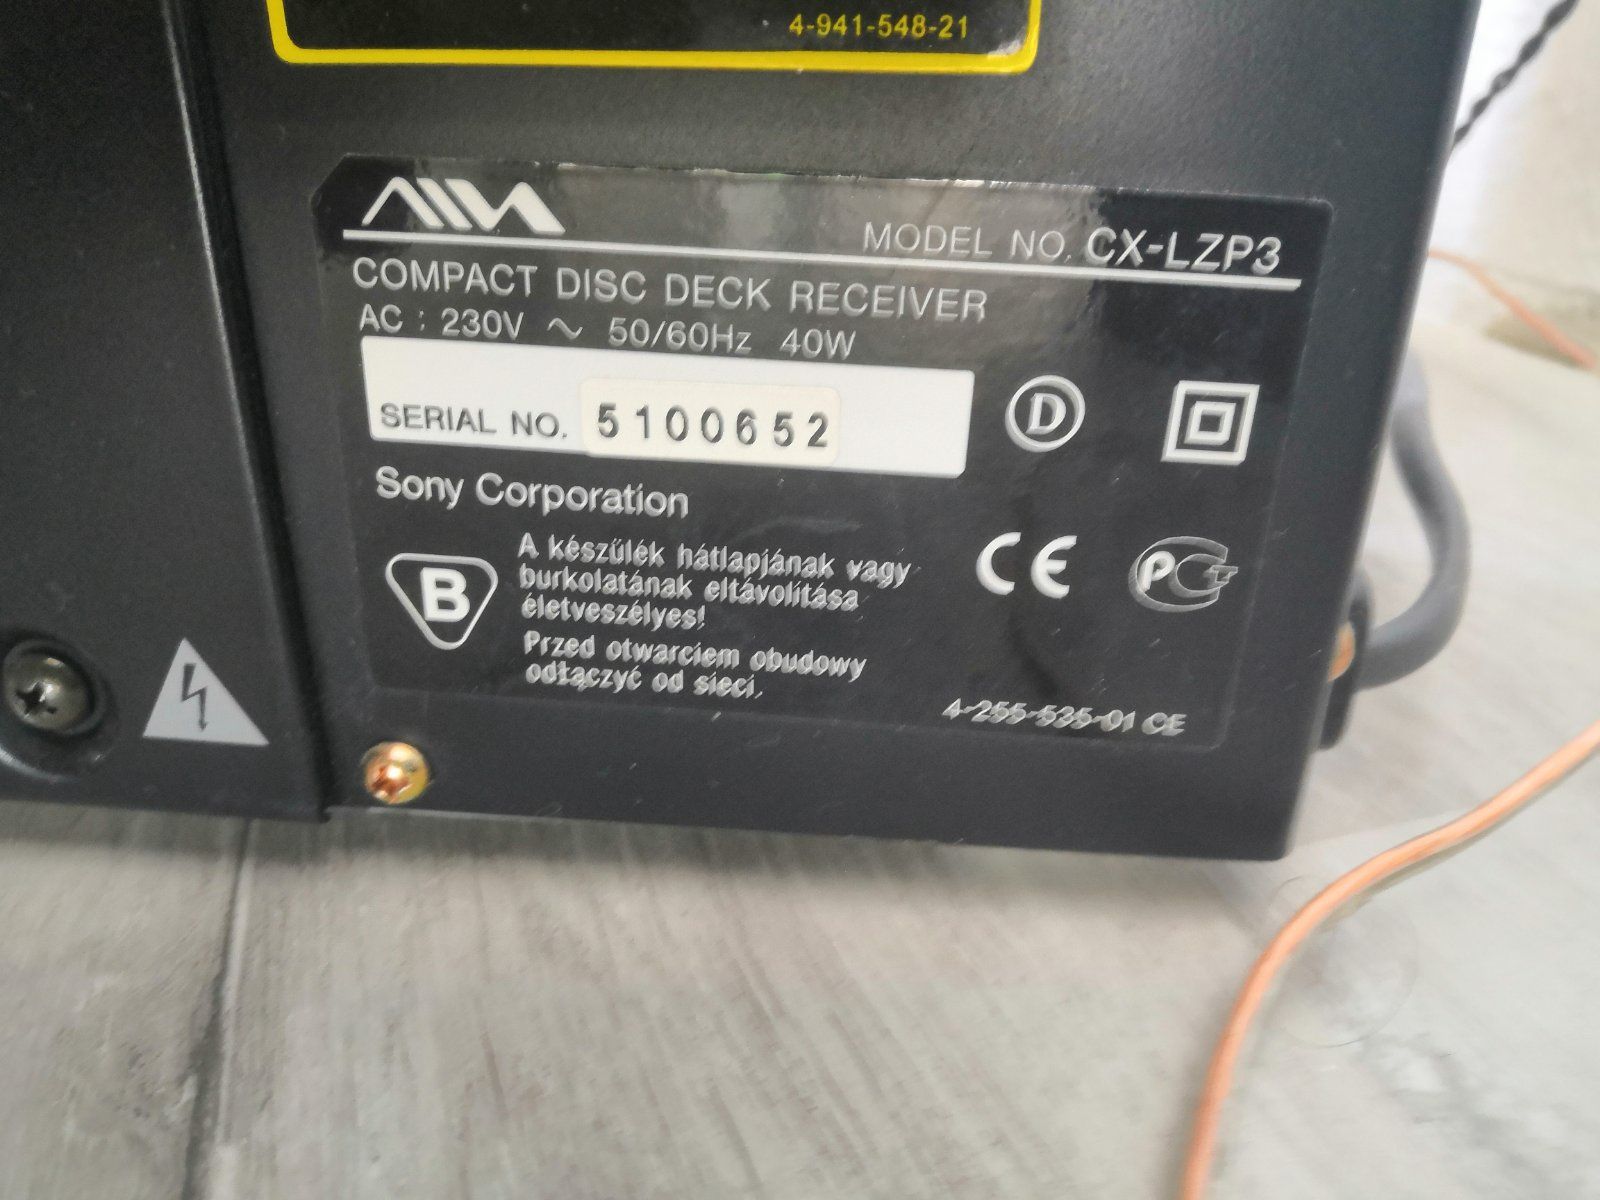 4-941-548-21
AIWA
MODEL NO. CX-LZP3
COMPACT DISC DECK RECEIVER
AC : 230V ~ 50/60Hz 40W
SERIAL NO. 5100652
D
Sony Corporation
B
A készülék hátlapjának vagy
burkolatának eltávolítása
életveszélyes!
Przed otwarciem obudowy
odłączyć od sieci.
CE
PCT
4-255-535-01 CE